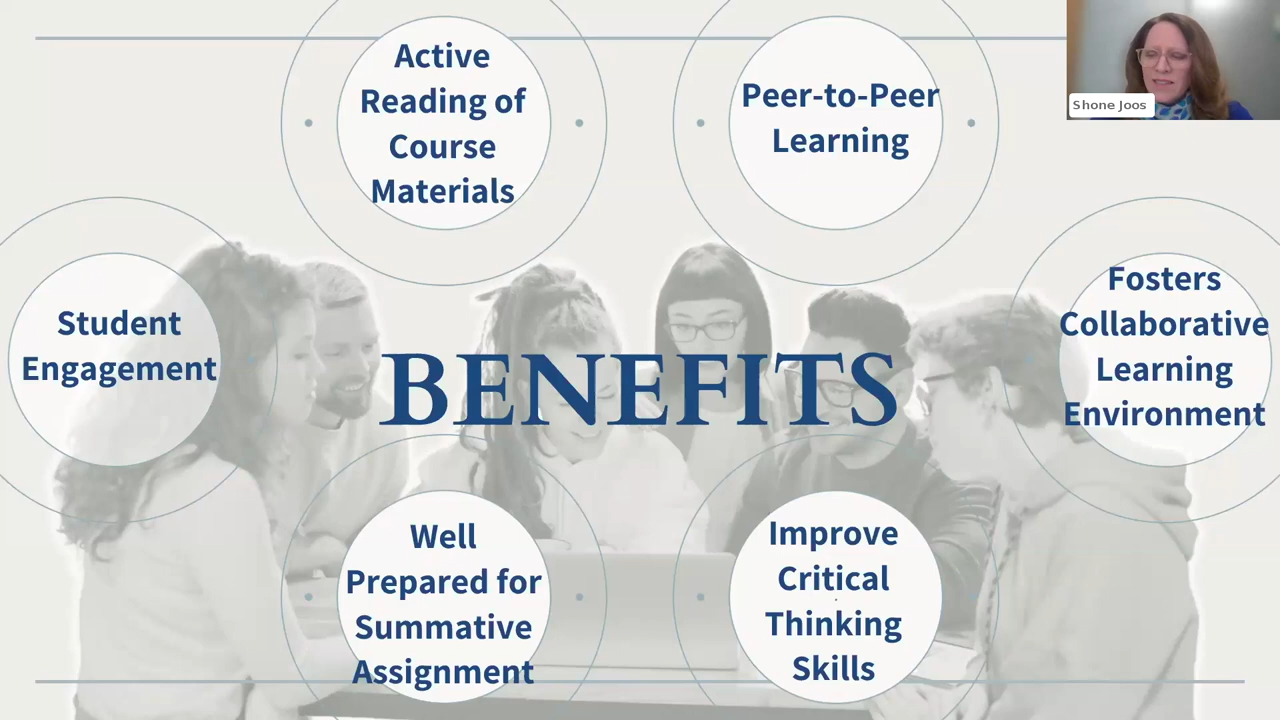 Active
Reading of
Course
Materials
Peer-to-Peer
Learning
Shone Joos
Student
Engagement
BENEFITS
Fosters
Collaborative
Learning
Environment
Well
Prepared for
Summative
Assignment
Improve
Critical
Thinking
Skills